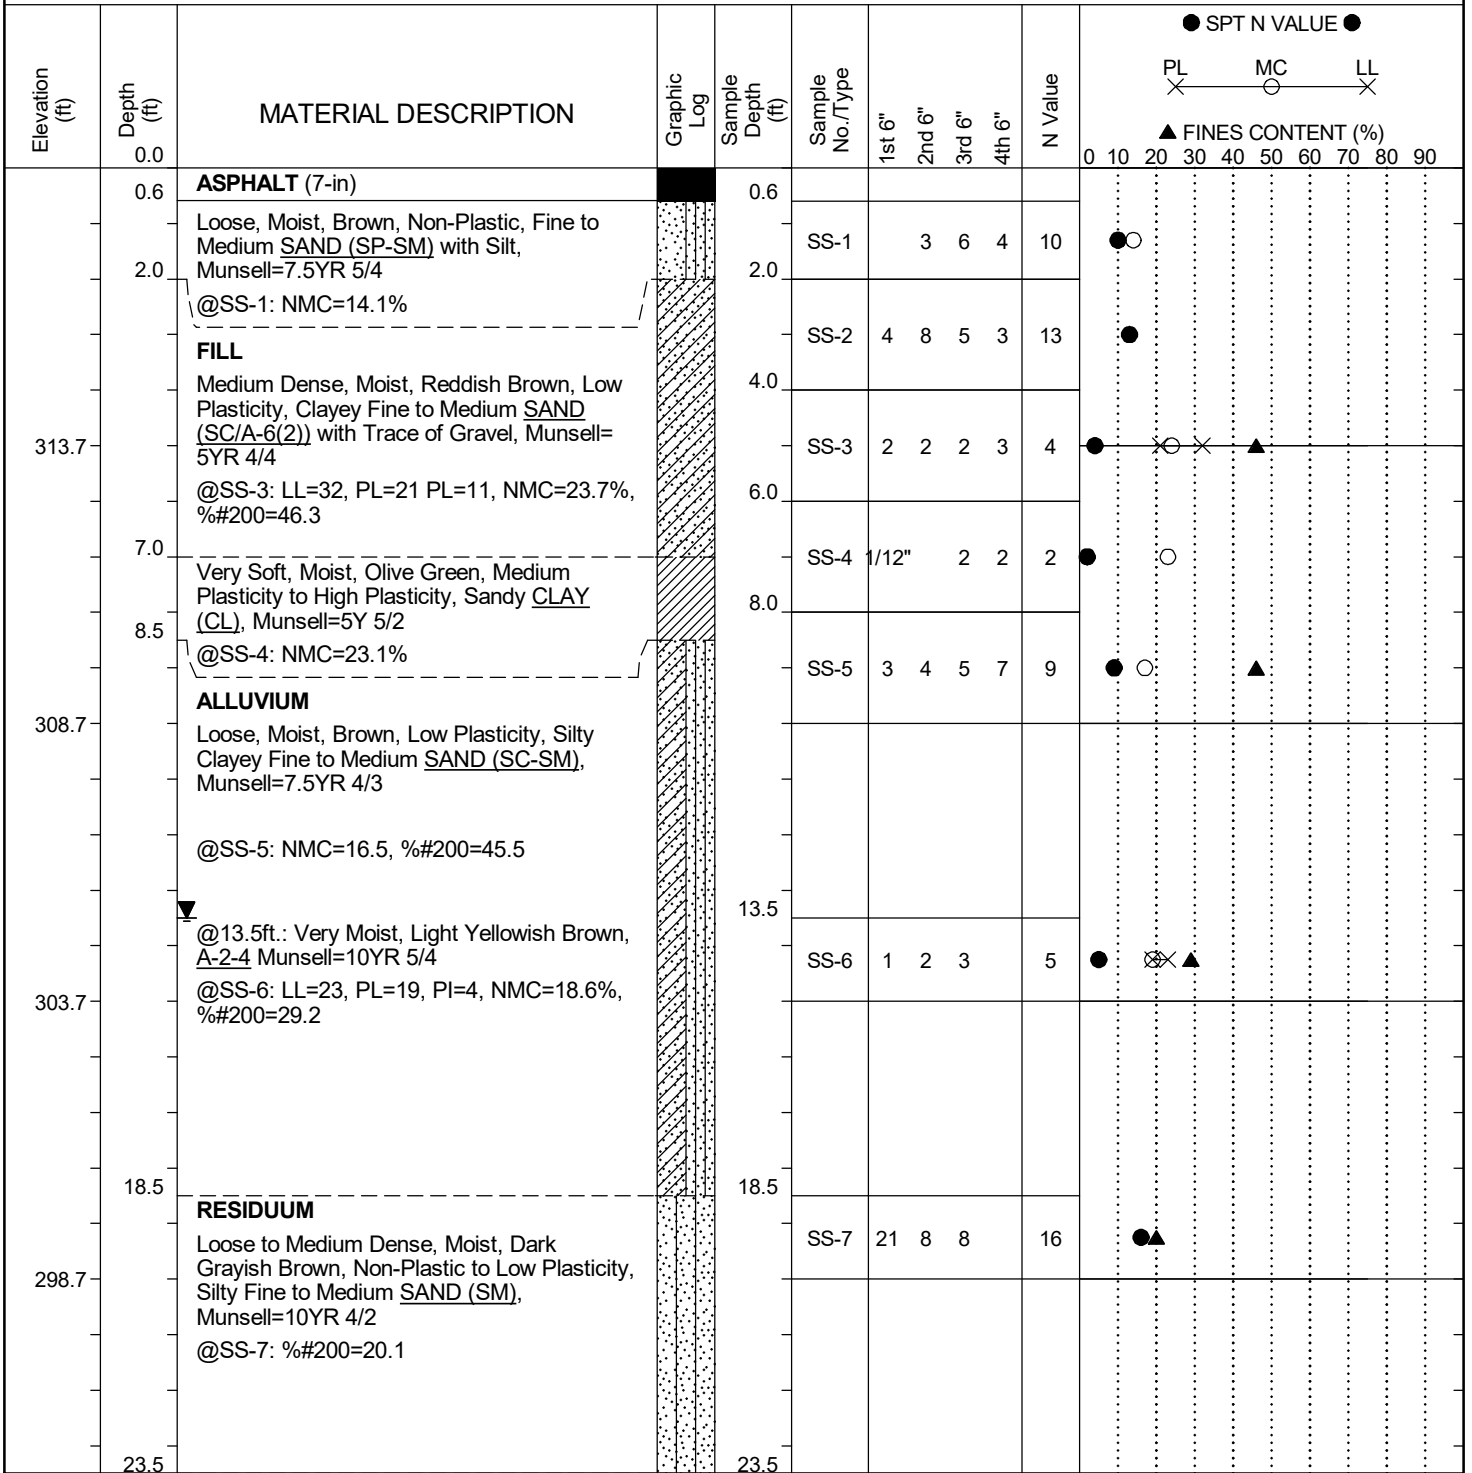 ● SPT N VALUE ●
PL MC LL
▲ FINES CONTENT (%)
0 10 20 30 40 50 60 70 80 90
Elevation (ft)
Depth (ft)
0.0
MATERIAL DESCRIPTION
Graphic Log
Sample Depth (ft)
Sample No./Type
1st 6"
2nd 6"
3rd 6"
4th 6"
N Value
0.6 ASPHALT (7-in) 0.6
Loose, Moist, Brown, Non-Plastic, Fine to
Medium SAND (SP-SM) with Silt,
SS-1 3 6 4 10
Munsell=7.5YR 5/4
2.0 2.0
@SS-1: NMC=14.1%
SS-2 4 8 5 3 13
FILL
Medium Dense, Moist, Reddish Brown, Low
4.0
Plasticity, Clayey Fine to Medium SAND
(SC/A-6(2)) with Trace of Gravel, Munsell=
313.7 SS-3 2 2 2 3 4
5YR 4/4
@SS-3: LL=32, PL=21 PL=11, NMC=23.7%,
6.0
%#200=46.3
7.0 SS-4 1/12" 2 2 2
Very Soft, Moist, Olive Green, Medium
Plasticity to High Plasticity, Sandy CLAY
8.0
(CL), Munsell=5Y 5/2
8.5
@SS-4: NMC=23.1%
SS-5 3 4 5 7 9
ALLUVIUM
308.7
Loose, Moist, Brown, Low Plasticity, Silty
Clayey Fine to Medium SAND (SC-SM),
Munsell=7.5YR 4/3
@SS-5: NMC=16.5, %#200=45.5
13.5
@13.5ft.: Very Moist, Light Yellowish Brown,
A-2-4 Munsell=10YR 5/4
SS-6 1 2 3 5
@SS-6: LL=23, PL=19, PI=4, NMC=18.6%,
303.7
%#200=29.2
18.5 18.5
RESIDUUM
Loose to Medium Dense, Moist, Dark
SS-7 21 8 8 16
Grayish Brown, Non-Plastic to Low Plasticity,
298.7
Silty Fine to Medium SAND (SM),
Munsell=10YR 4/2
@SS-7: %#200=20.1
23.5 23.5